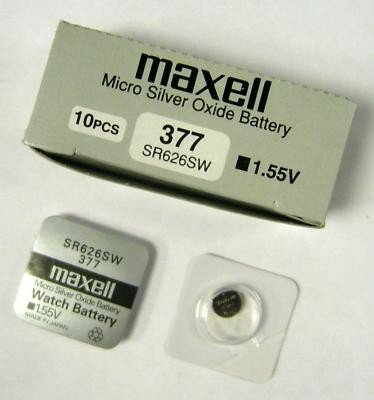 maxell
Micro Silver Oxide Battery
10PCS
377
SR626SW
■1.55V
SR626SW
377
maxell
Micro Silver Oxide Battery
Watch Battery
■1.55V
MADE IN JAPAN